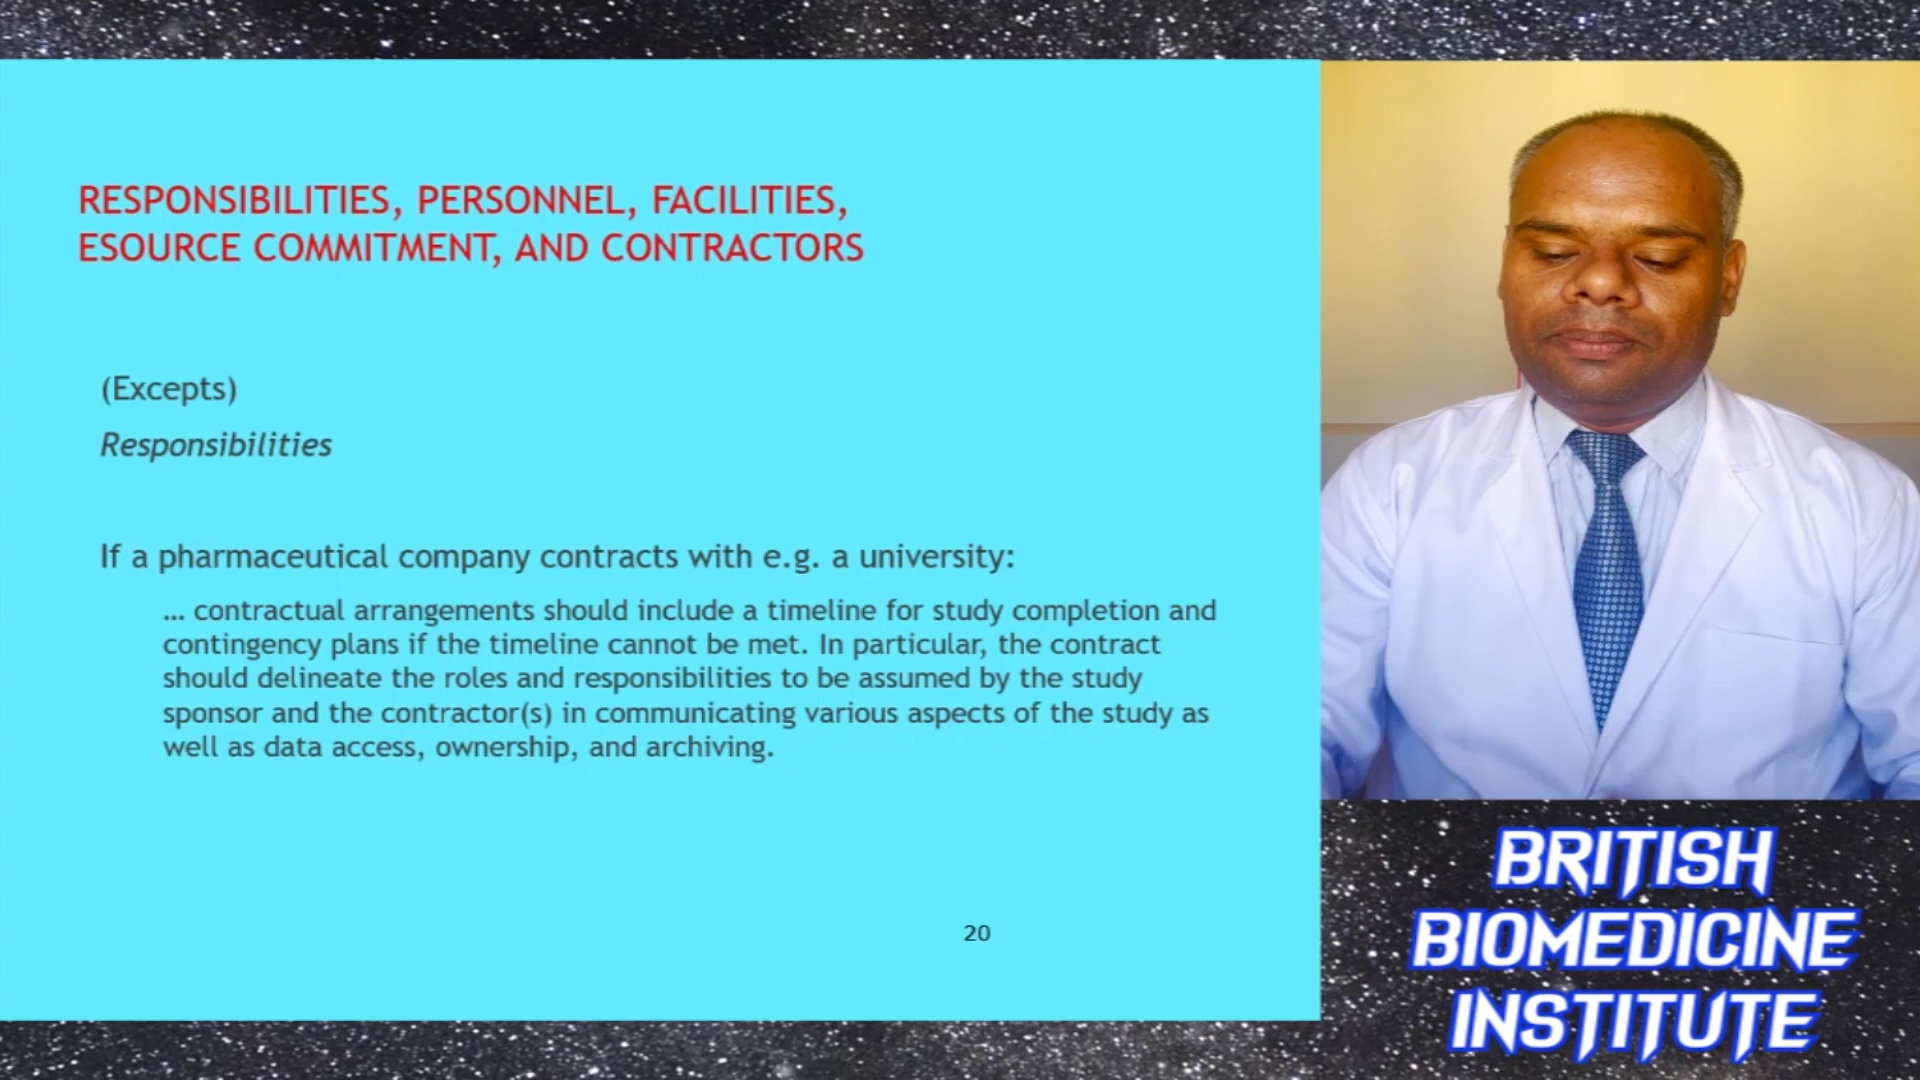 RESPONSIBILITIES, PERSONNEL, FACILITIES,
ESOURCE COMMITMENT, AND CONTRACTORS
(Excepts)
Responsibilities
If a pharmaceutical company contracts with e.g. a university:
... contractual arrangements should include a timeline for study completion and
contingency plans if the timeline cannot be met. In particular, the contract
should delineate the roles and responsibilities to be assumed by the study
sponsor and the contractor(s) in communicating various aspects of the study as
well as data access, ownership, and archiving.
20
BRITISH
BIOMEDICINE
INSTITUTE